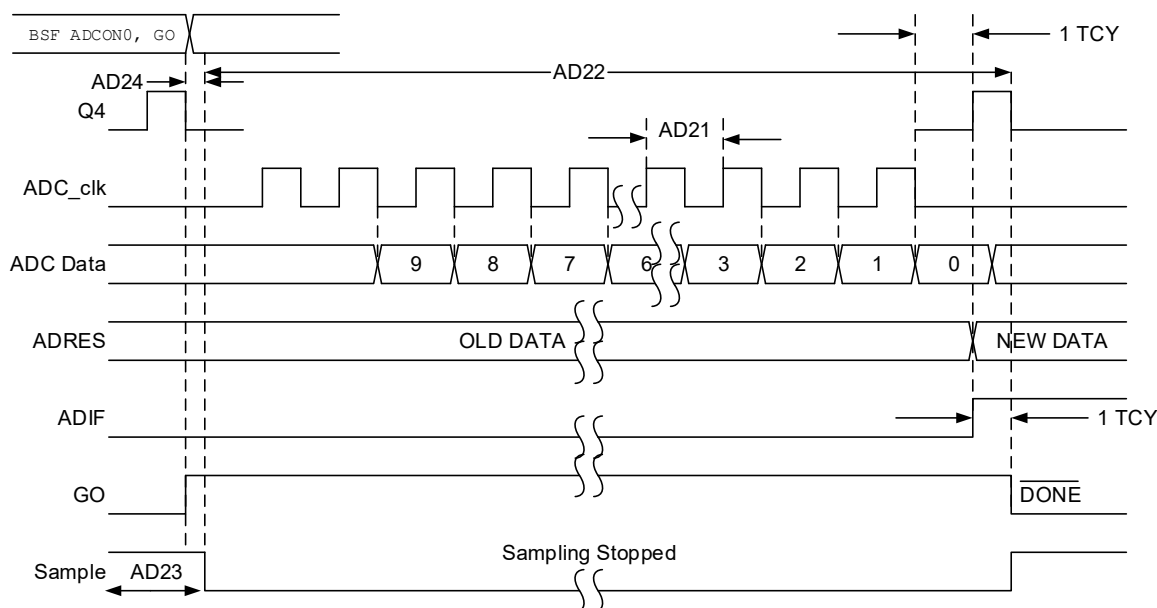 BSF ADCON0, GO
1 TCY
AD24
AD22
Q4
AD21
ADC_clk
ADC Data 9 8 7 6 3 2 1 0
ADRES OLD DATA NEW DATA
ADIF 1 TCY
GO DONE
Sampling Stopped
Sample AD23